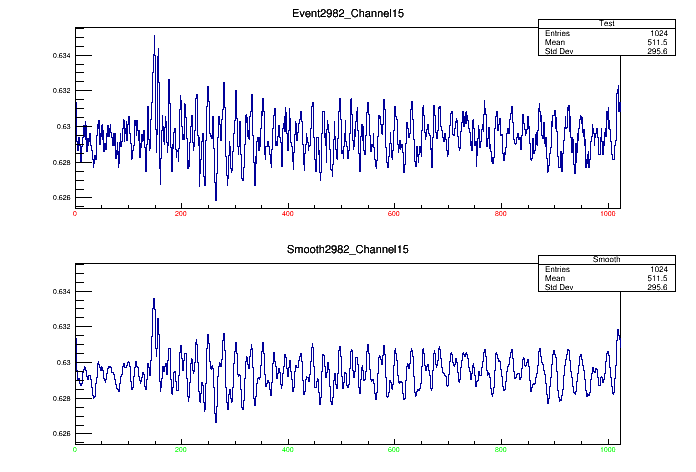 Event2982_Channel15
Test
Entries 1024
Mean 511.5
Std Dev 295.6
0.634
0.632
0.63
0.628
0.626
0 200 400 600 800 1000
Smooth2982_Channel15
Smooth
Entries 1024
Mean 511.5
Std Dev 295.6
0.634
0.632
0.63
0.628
0.626
0 200 400 600 800 1000